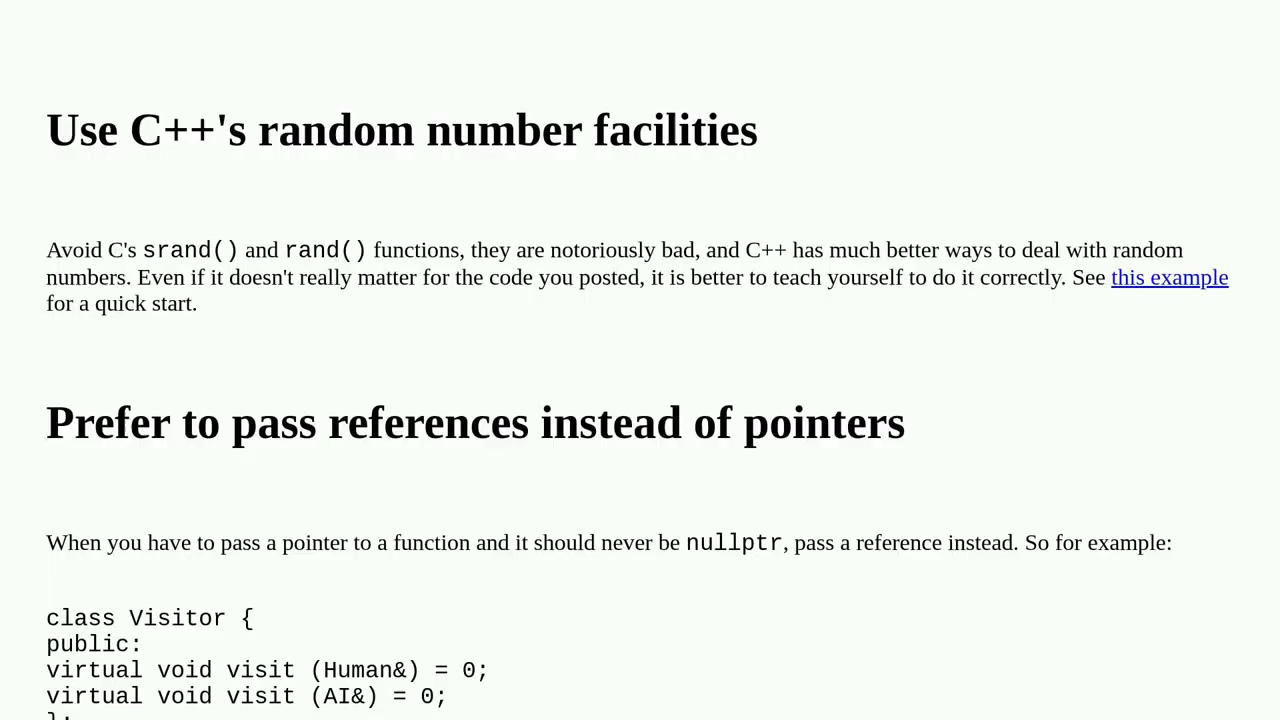 Use C++'s random number facilities
Avoid C's srand() and rand() functions, they are notoriously bad, and C++ has much better ways to deal with random
numbers. Even if it doesn't really matter for the code you posted, it is better to teach yourself to do it correctly. See this example
for a quick start.
Prefer to pass references instead of pointers
When you have to pass a pointer to a function and it should never be nullptr, pass a reference instead. So for example:
class Visitor {
public:
virtual void visit (Human&) = 0;
virtual void visit (AI&) = 0;
};